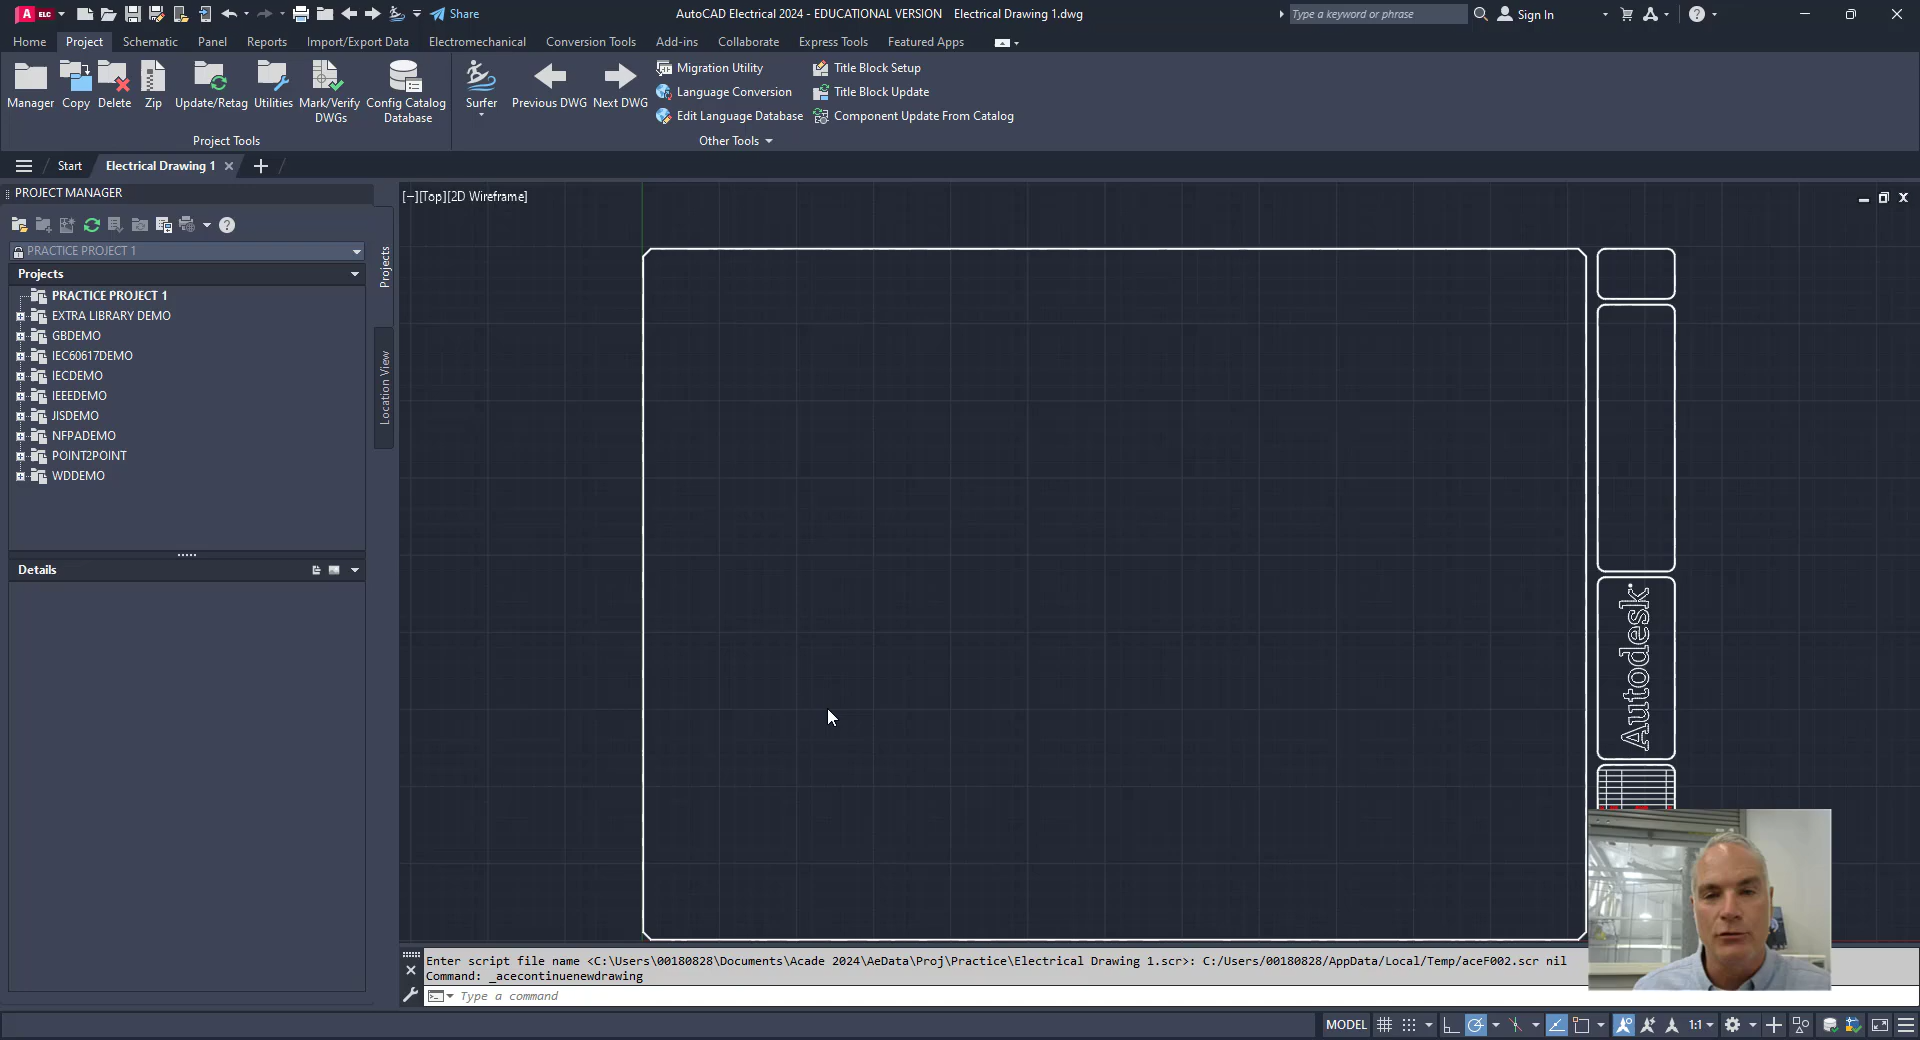 A ELC
Share
AutoCAD Electrical 2024 - EDUCATIONAL VERSION Electrical Drawing 1.dwg
Type a keyword or phrase
Sign In
Home Project Schematic Panel Reports Import/Export Data Electromechanical Conversion Tools Add-ins Collaborate Express Tools Featured Apps
Manager Copy Delete Zip Update/Retag Utilities Mark/Verify DWGs Config Catalog Database
Surfer Previous DWG Next DWG
Migration Utility Title Block Setup
Language Conversion Title Block Update
Edit Language Database Component Update From Catalog
Project Tools Other Tools
Start Electrical Drawing 1
PROJECT MANAGER
[−][Top][2D Wireframe]
PRACTICE PROJECT 1
Projects
PRACTICE PROJECT 1
EXTRA LIBRARY DEMO
GBDEMO
IEC60617DEMO
IECDEMO
IEEEDEMO
JISDEMO
NFPADEMO
POINT2POINT
WDDEMO
Details
Projects
Location View
Autodesk
Enter script file name <C:\Users\00180828\Documents\Acade 2024\AeData\Proj\Practice\Electrical Drawing 1.scr>: C:/Users/00180828/AppData/Local/Temp/aceF002.scr nil
Command: _acecontinuenewdrawing
Type a command
MODEL 1:1